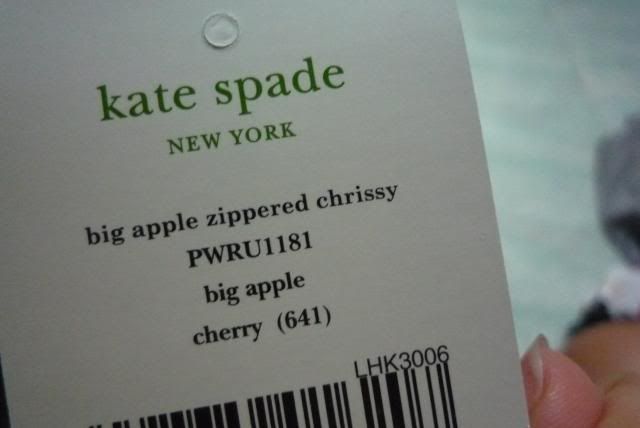 kate spade
NEW YORK
big apple zippered chrissy
PWRU1181
big apple
cherry (641)
LHK3006